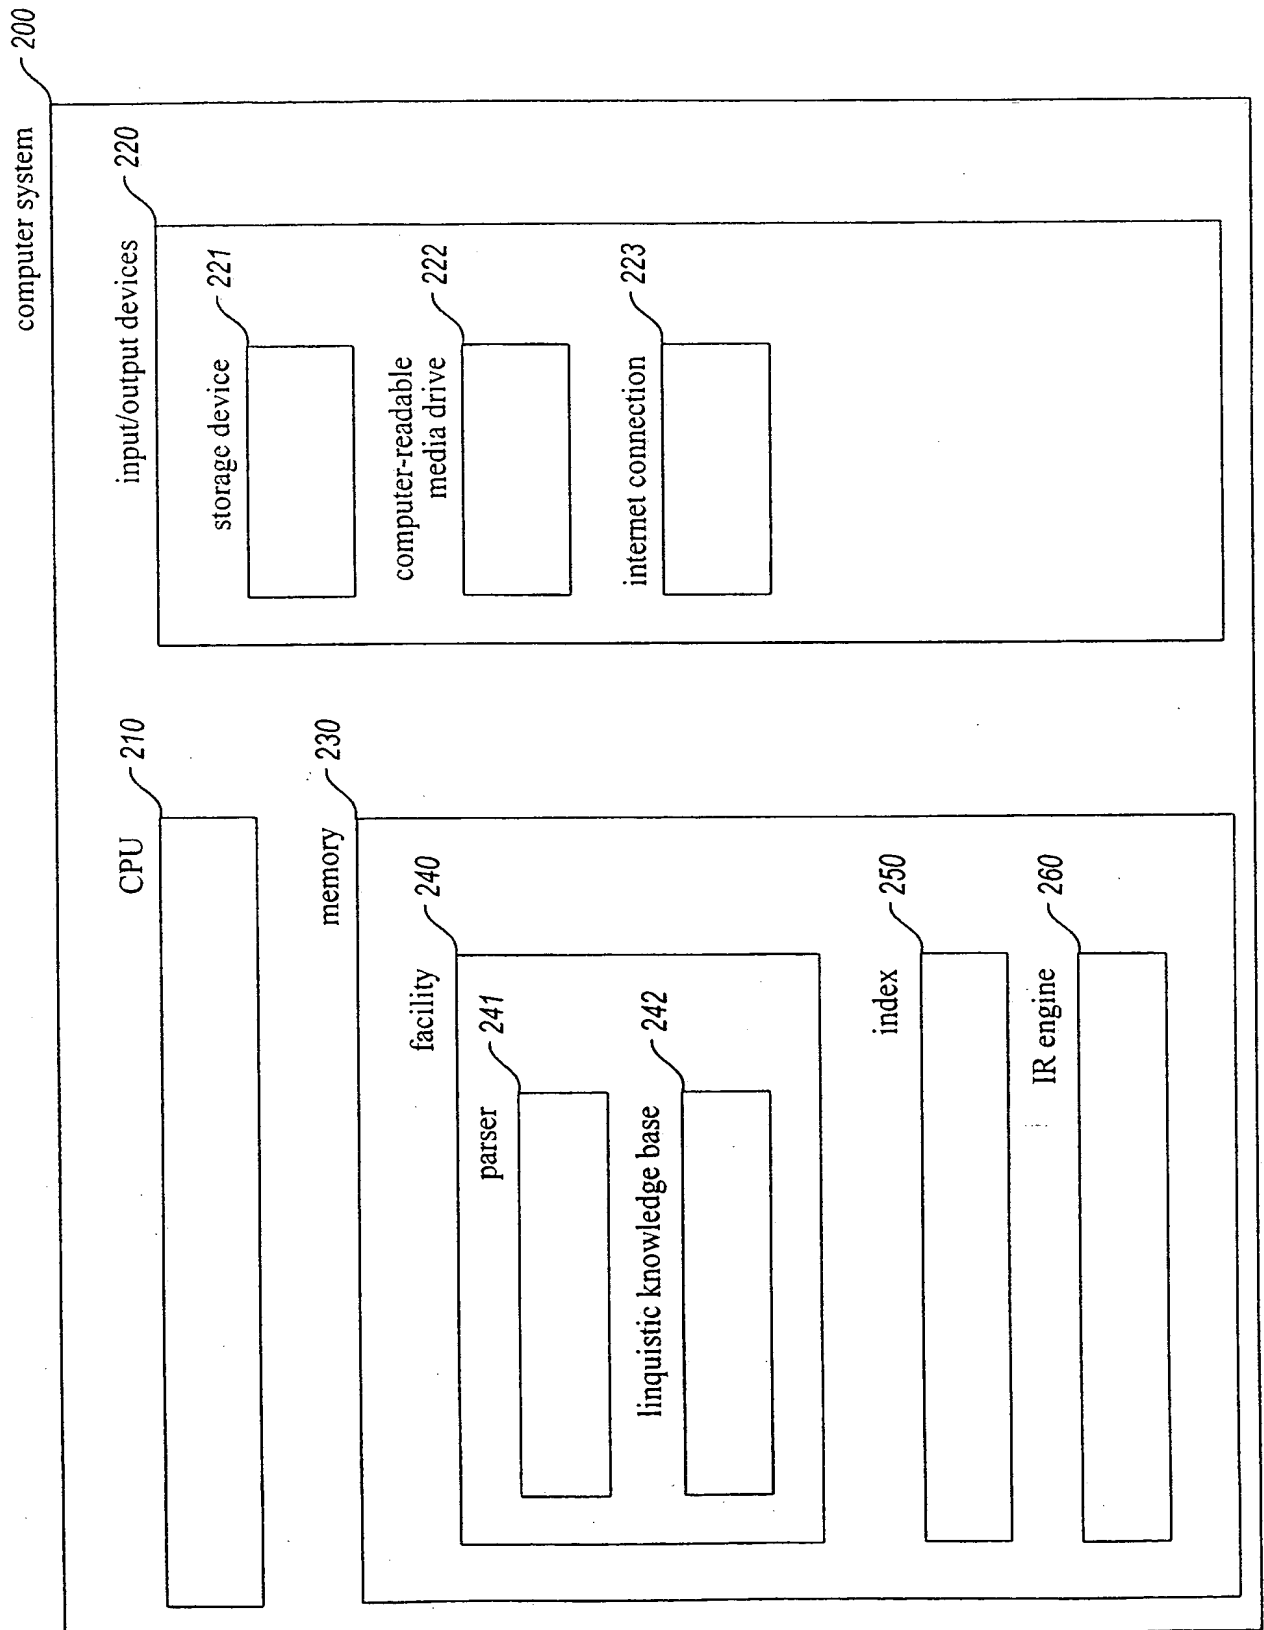 computer system 200
CPU 210
input/output devices 220
storage device 221
computer-readable
media drive 222
internet connection 223
memory 230
facility 240
parser 241
linquistic knowledge base 242
index 250
IR engine 260